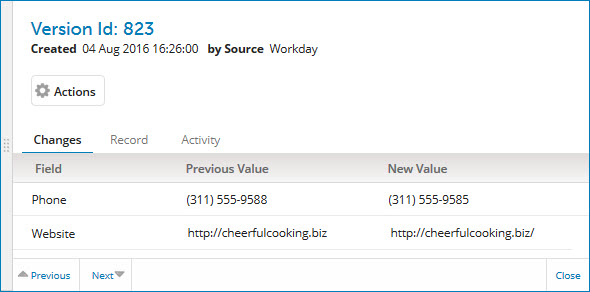 Version Id: 823
Created 04 Aug 2016 16:26:00 by Source Workday
Actions
Changes Record Activity
Field Previous Value New Value
Phone (311) 555-9588 (311) 555-9585
Website http://cheerfulcooking.biz http://cheerfulcooking.biz/
Previous Next Close